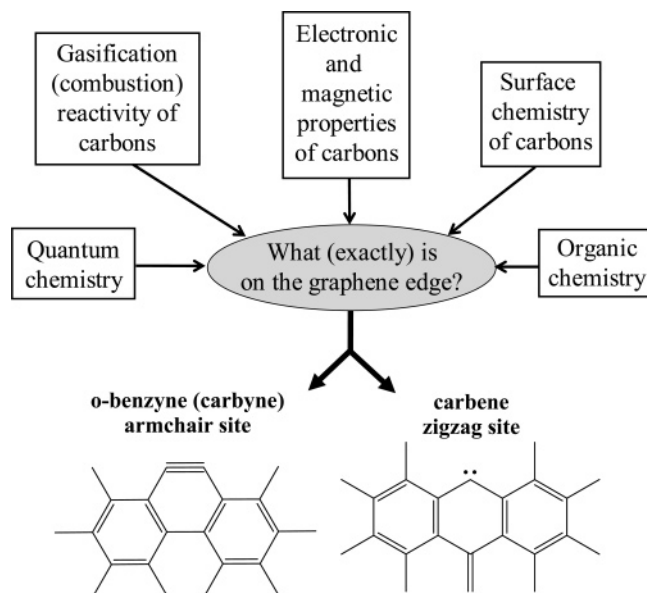 Gasification
(combustion)
reactivity of
carbons
Electronic
and
magnetic
properties
of carbons
Surface
chemistry
of carbons
Quantum
chemistry
What (exactly) is
on the graphene edge?
Organic
chemistry
o-benzyne (carbyne)
armchair site
carbene
zigzag site